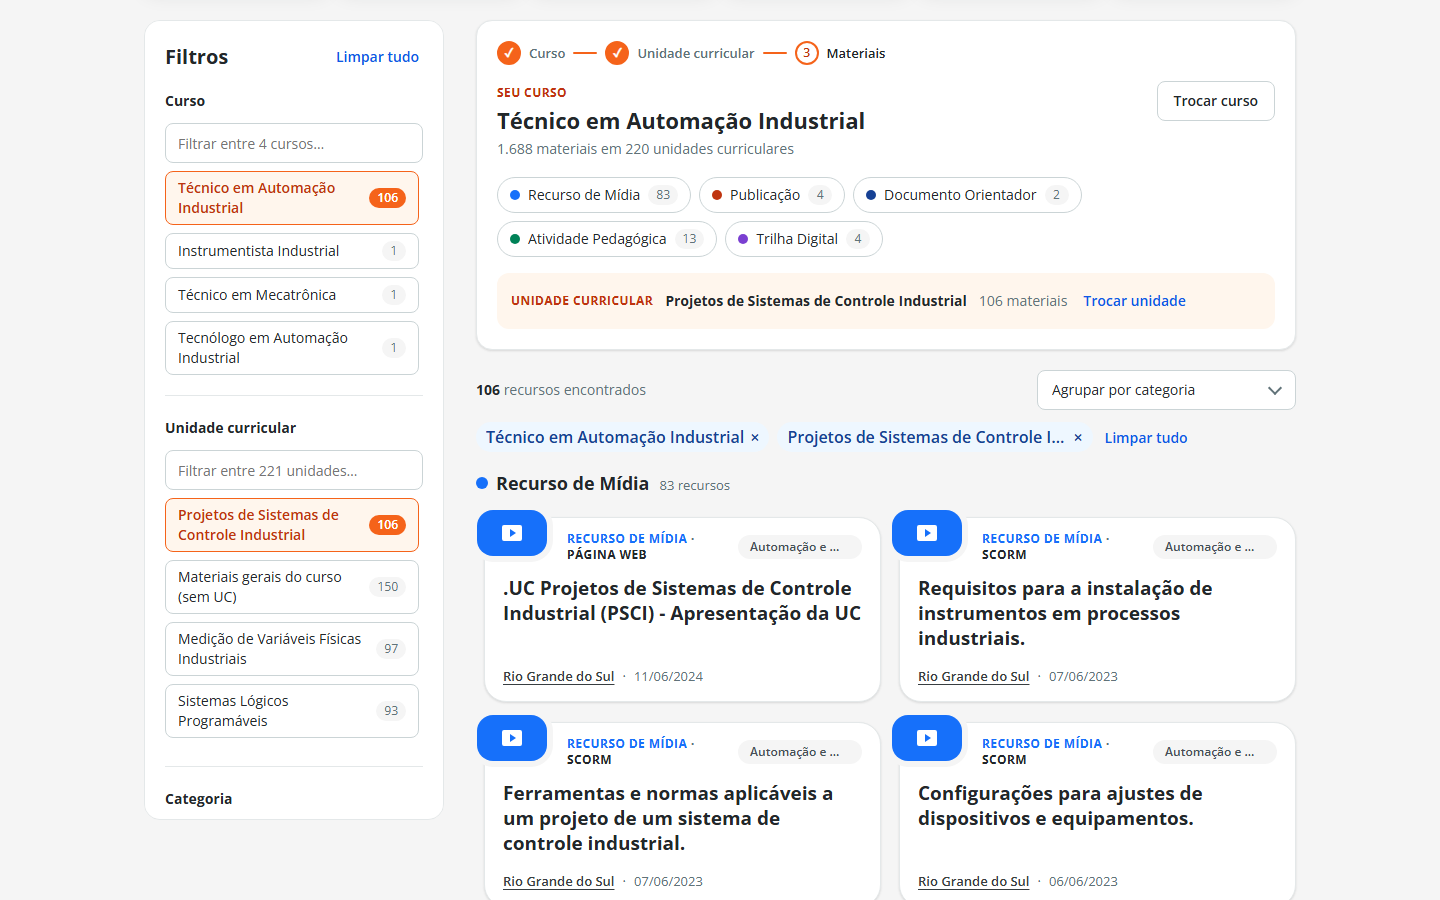 Filtros
Limpar tudo
Curso
Filtrar entre 4 cursos...
Técnico em Automação
Industrial
106
Instrumentista Industrial
1
Técnico em Mecatrônica
1
Tecnólogo em Automação
Industrial
1
Unidade curricular
Filtrar entre 221 unidades...
Projetos de Sistemas de
Controle Industrial
106
Materiais gerais do curso
(sem UC)
150
Medição de Variáveis Físicas
Industriais
97
Sistemas Lógicos
Programáveis
93
Categoria
Curso
Unidade curricular
3
Materiais
SEU CURSO
Técnico em Automação Industrial
1.688 materiais em 220 unidades curriculares
Trocar curso
Recurso de Mídia 83
Publicação 4
Documento Orientador 2
Atividade Pedagógica 13
Trilha Digital 4
UNIDADE CURRICULAR Projetos de Sistemas de Controle Industrial 106 materiais Trocar unidade
106 recursos encontrados
Agrupar por categoria
Técnico em Automação Industrial ×
Projetos de Sistemas de Controle I... ×
Limpar tudo
Recurso de Mídia 83 recursos
RECURSO DE MÍDIA ·
PÁGINA WEB
Automação e ...
.UC Projetos de Sistemas de Controle
Industrial (PSCI) - Apresentação da UC
Rio Grande do Sul · 11/06/2024
RECURSO DE MÍDIA ·
SCORM
Automação e ...
Requisitos para a instalação de
instrumentos em processos
industriais.
Rio Grande do Sul · 07/06/2023
RECURSO DE MÍDIA ·
SCORM
Automação e ...
Ferramentas e normas aplicáveis a
um projeto de um sistema de
controle industrial.
Rio Grande do Sul · 07/06/2023
RECURSO DE MÍDIA ·
SCORM
Automação e ...
Configurações para ajustes de
dispositivos e equipamentos.
Rio Grande do Sul · 06/06/2023